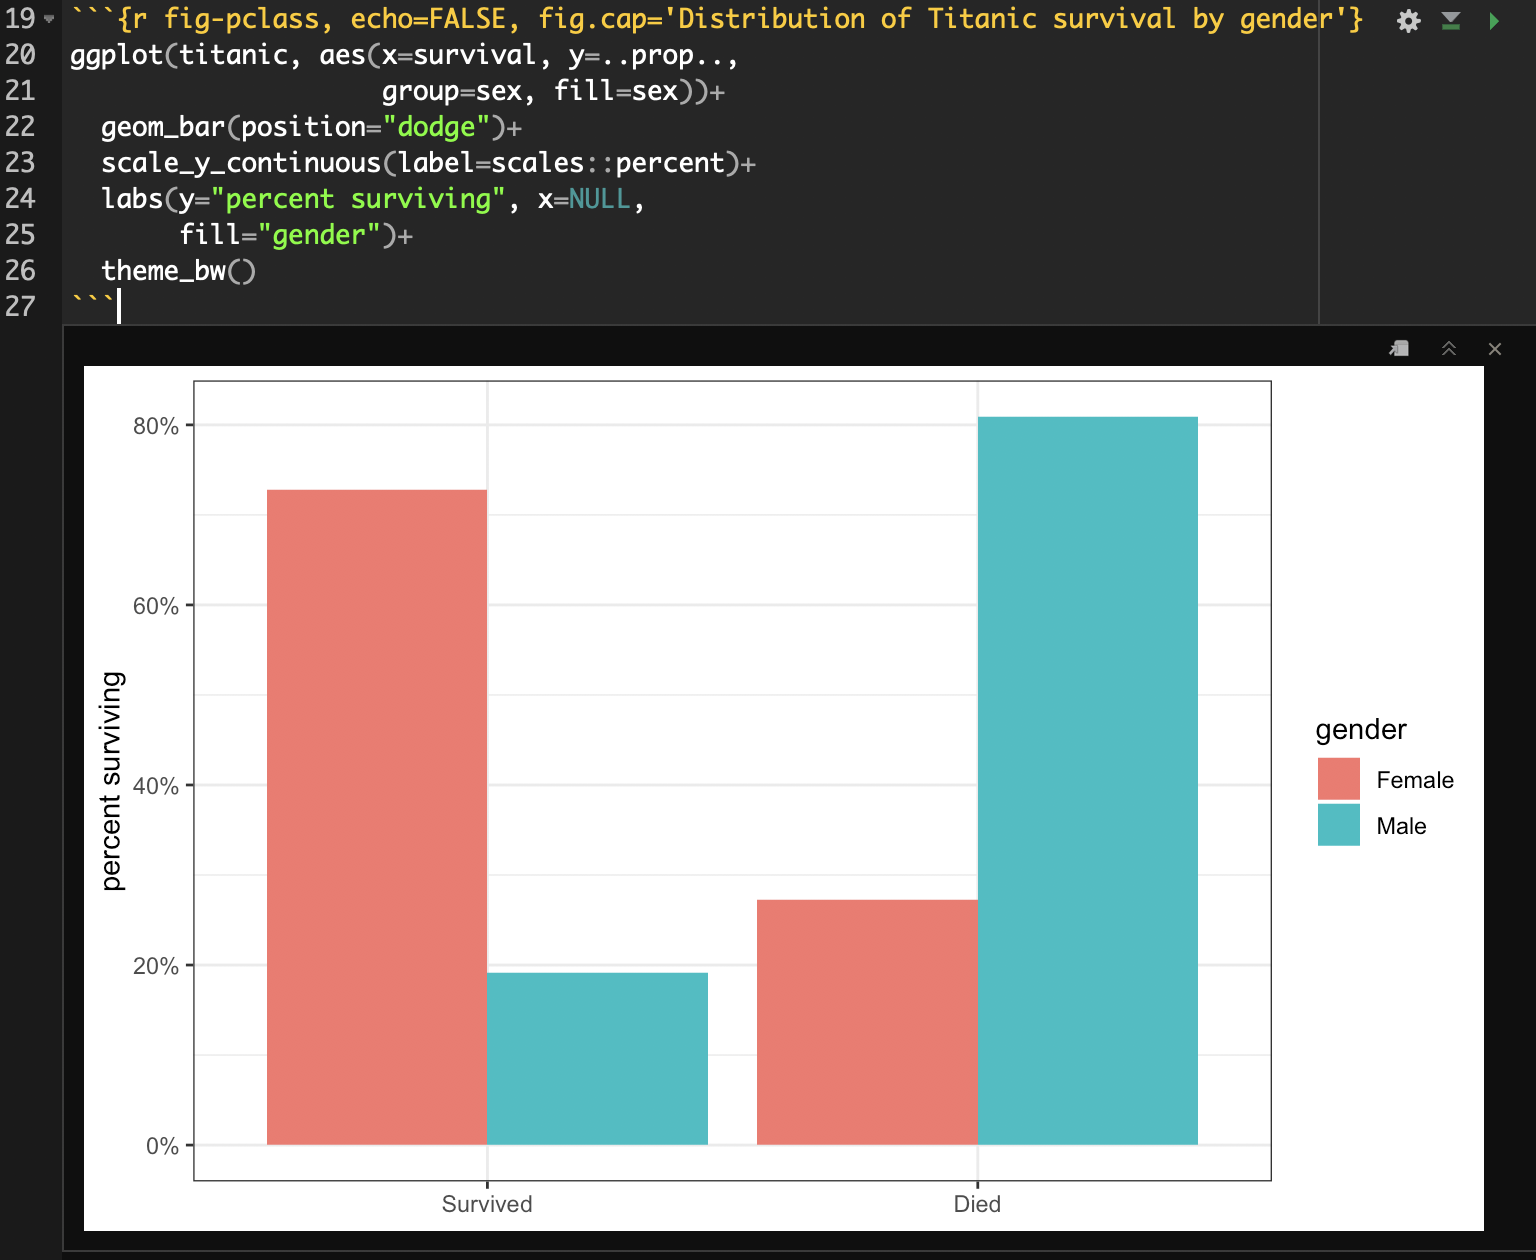 19 ```{r fig-pclass, echo=FALSE, fig.cap='Distribution of Titanic survival by gender'}
20 ggplot(titanic, aes(x=survival, y=..prop..,
21                     group=sex, fill=sex))+
22   geom_bar(position="dodge")+
23   scale_y_continuous(label=scales::percent)+
24   labs(y="percent surviving", x=NULL,
25        fill="gender")+
26   theme_bw()
27 ```
80%
60%
40%
20%
0%
percent surviving
Survived
Died
gender
Female
Male